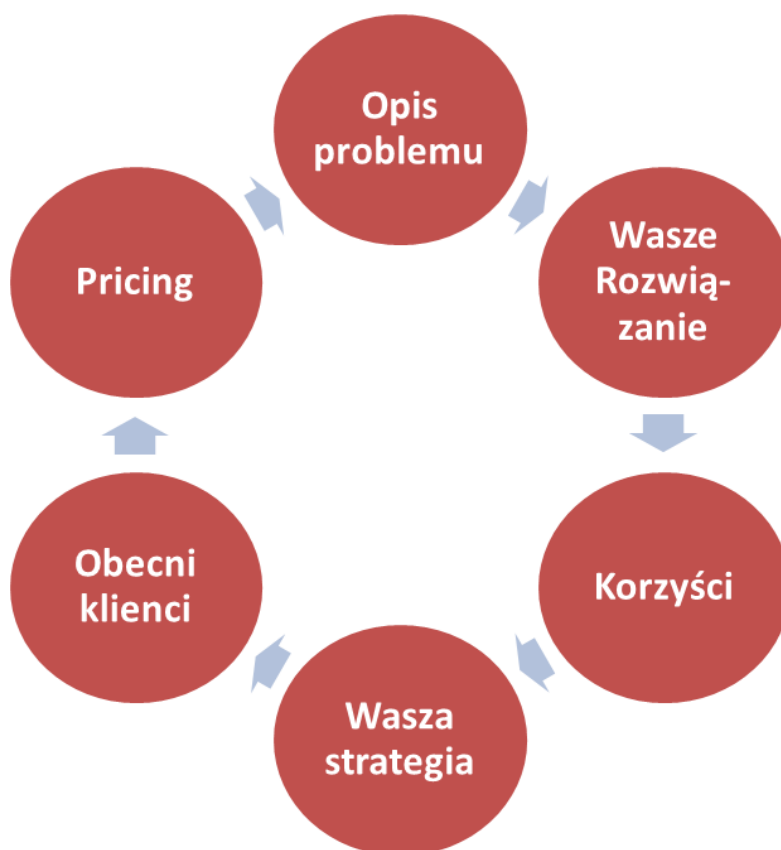 Opis
problemu
Wasze
Rozwią-
zanie
Korzyści
Wasza
strategia
Obecni
klienci
Pricing